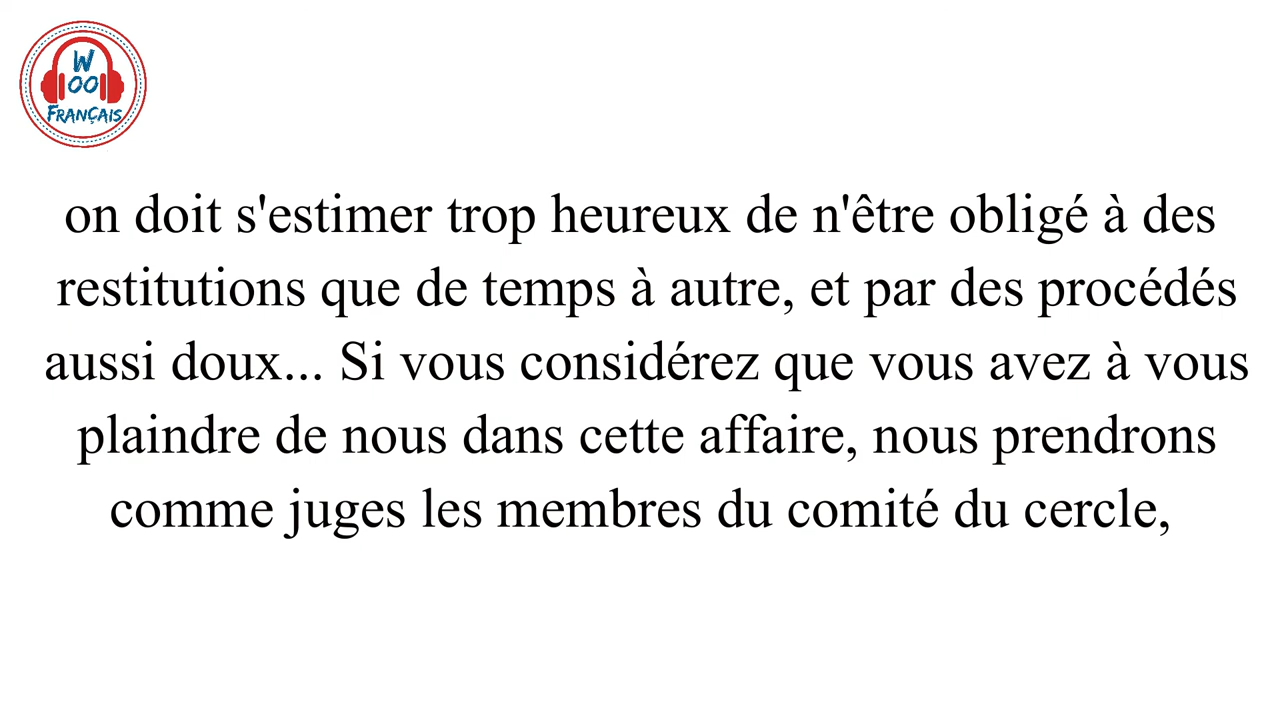 W
OO
FRANÇAIS
on doit s'estimer trop heureux de n'être obligé à des
restitutions que de temps à autre, et par des procédés
aussi doux... Si vous considérez que vous avez à vous
plaindre de nous dans cette affaire, nous prendrons
comme juges les membres du comité du cercle,